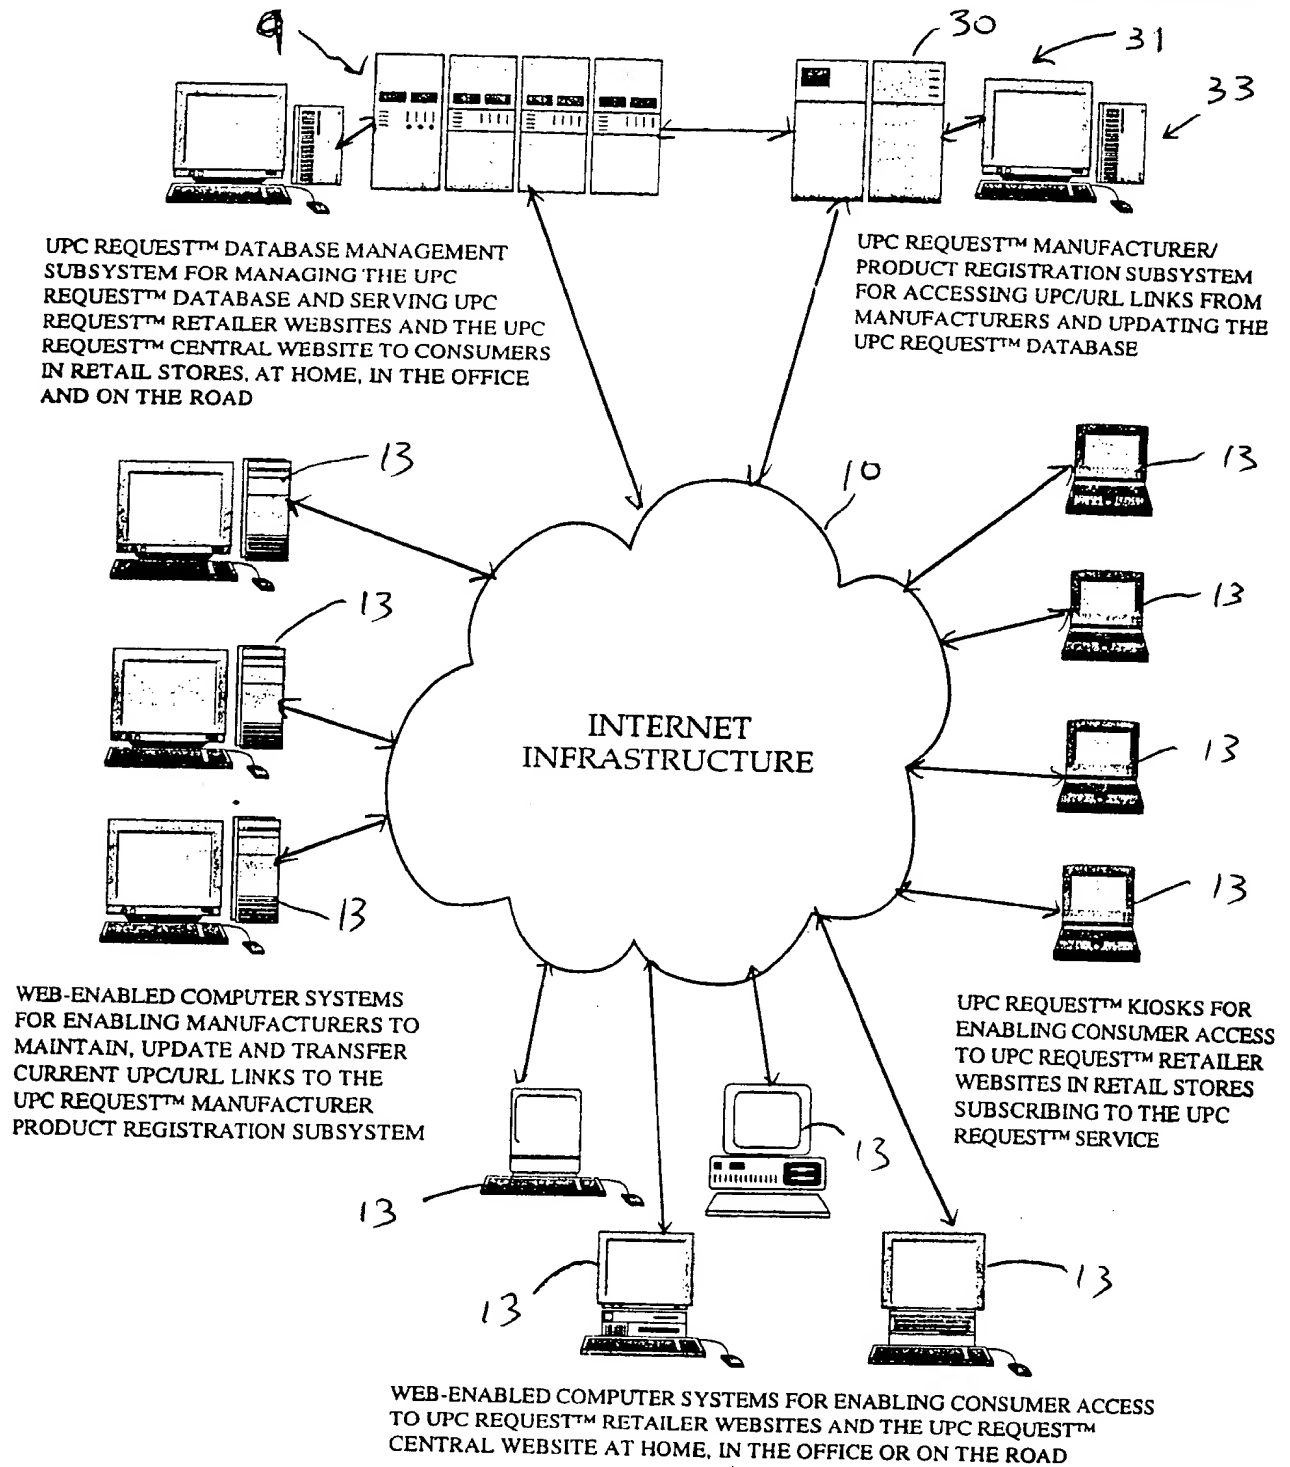 9
30
31
33
UPC REQUEST™ DATABASE MANAGEMENT
SUBSYSTEM FOR MANAGING THE UPC
REQUEST™ DATABASE AND SERVING UPC
REQUEST™ RETAILER WEBSITES AND THE UPC
REQUEST™ CENTRAL WEBSITE TO CONSUMERS
IN RETAIL STORES, AT HOME, IN THE OFFICE
AND ON THE ROAD
UPC REQUEST™ MANUFACTURER/
PRODUCT REGISTRATION SUBSYSTEM
FOR ACCESSING UPC/URL LINKS FROM
MANUFACTURERS AND UPDATING THE
UPC REQUEST™ DATABASE
13
10
13
13
13
INTERNET
INFRASTRUCTURE
13
13
13
13
WEB-ENABLED COMPUTER SYSTEMS
FOR ENABLING MANUFACTURERS TO
MAINTAIN, UPDATE AND TRANSFER
CURRENT UPC/URL LINKS TO THE
UPC REQUEST™ MANUFACTURER
PRODUCT REGISTRATION SUBSYSTEM
UPC REQUEST™ KIOSKS FOR
ENABLING CONSUMER ACCESS
TO UPC REQUEST™ RETAILER
WEBSITES IN RETAIL STORES
SUBSCRIBING TO THE UPC
REQUEST™ SERVICE
13
13
13
13
WEB-ENABLED COMPUTER SYSTEMS FOR ENABLING CONSUMER ACCESS
TO UPC REQUEST™ RETAILER WEBSITES AND THE UPC REQUEST™
CENTRAL WEBSITE AT HOME, IN THE OFFICE OR ON THE ROAD